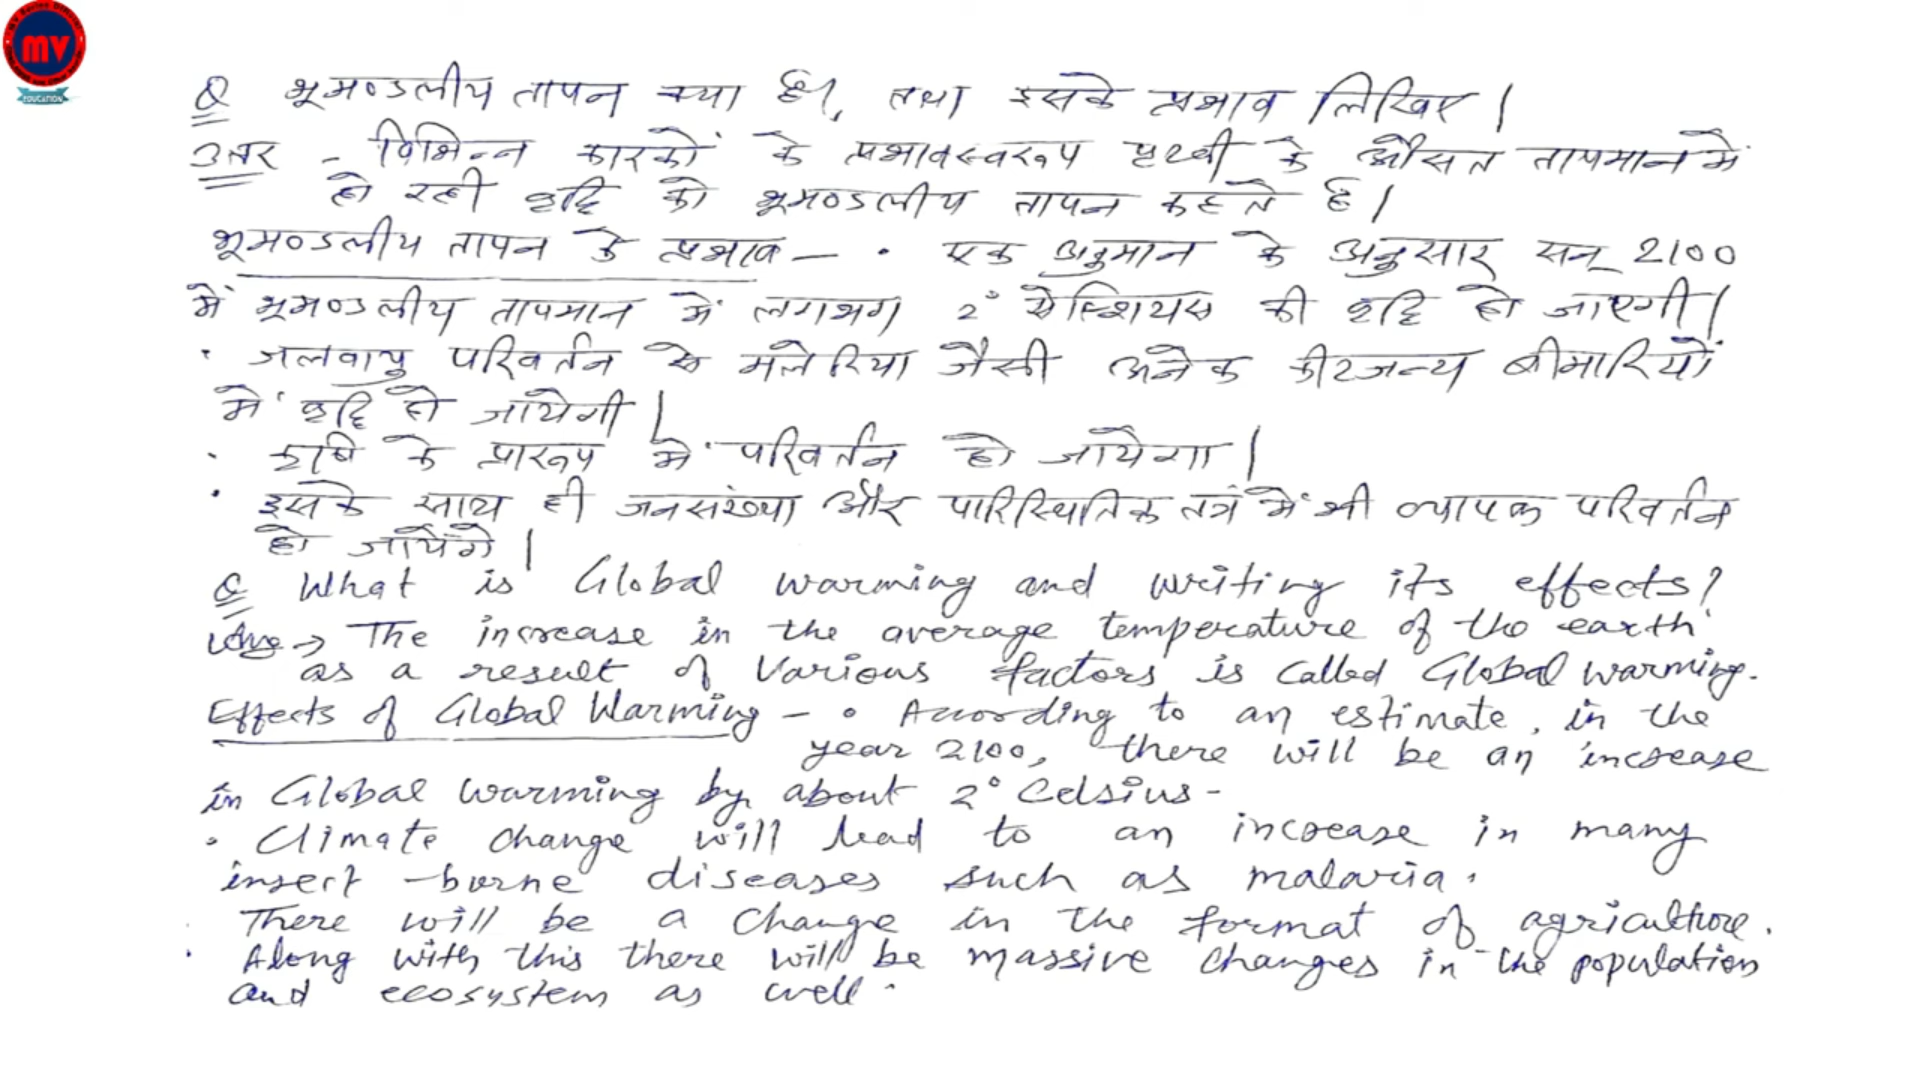 MV
EDUCATION
Q भूमण्डलीय तापन क्या है, तथा इसके प्रभाव लिखिए।
उत्तर - विभिन्न कारकों के प्रभावस्वरूप पृथ्वी के औसत तापमान में
हो रही वृद्धि को भूमण्डलीय तापन कहते है।
भूमण्डलीय तापन के प्रभाव — • एक अनुमान के अनुसार सन् 2100
में भूमण्डलीय तापमान में लगभग 2° सेल्शियस की वृद्धि हो जाएगी।
• जलवायु परिवर्तन से मलेरिया जैसी अनेक कीटजन्य बीमारियों
में वृद्धि हो जायेगी।
• कृषि के प्रारूप में परिवर्तन हो जायेगा।
• इसके साथ ही जनसंख्या और पारिस्थितिक तंत्र में भी व्यापक परिवर्तन
हो जायेंगे।
Q What is Global warming and writing its effects?
Ans → The increase in the average temperature of the earth
as a result of various factors is called Global warming.
Effects of Global Warming — • According to an estimate, in the
year 2100, there will be an increase
in Global warming by about 2° Celsius -
• Climate change will lead to an increase in many
insect -borne diseases such as malaria.
• There will be a change in the format of agriculture.
• Along with this there will be massive changes in the population
and ecosystem as well.